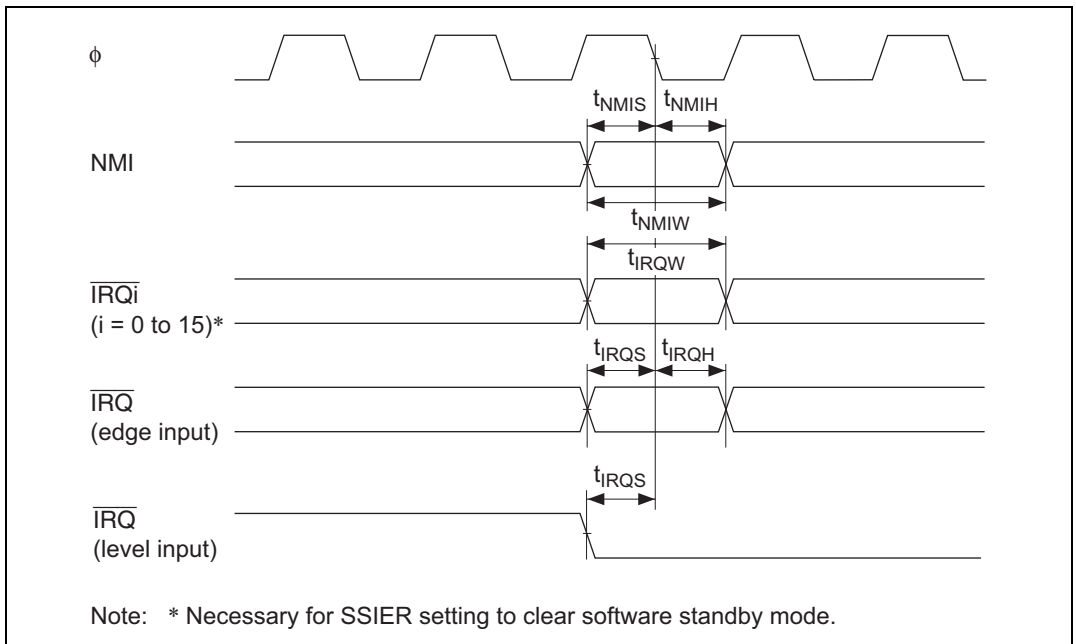 ϕ
tNMIS tNMIH
NMI
tNMIW
tIRQW
IRQi
(i = 0 to 15)*
tIRQS tIRQH
IRQ
(edge input)
tIRQS
IRQ
(level input)
Note: * Necessary for SSIER setting to clear software standby mode.